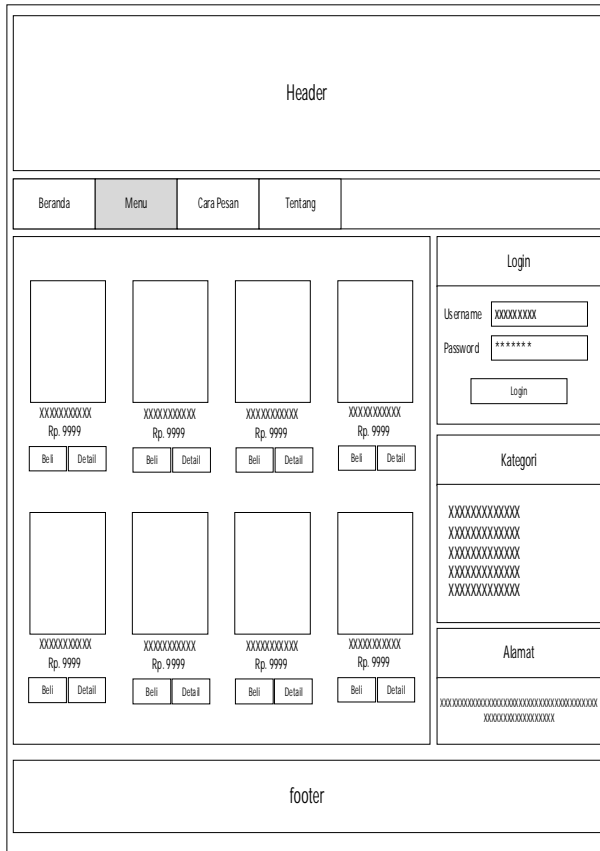 Header
Beranda Menu Cara Pesan Tentang
XXXXXXXXXXX XXXXXXXXXXX XXXXXXXXXXX XXXXXXXXXXX
Rp. 9999 Rp. 9999 Rp. 9999 Rp. 9999
Beli Detail Beli Detail Beli Detail Beli Detail
XXXXXXXXXXX XXXXXXXXXXX XXXXXXXXXXX XXXXXXXXXXX
Rp. 9999 Rp. 9999 Rp. 9999 Rp. 9999
Beli Detail Beli Detail Beli Detail Beli Detail
Login
Username XXXXXXXXX
Password *******
Login
Kategori
XXXXXXXXXXXXX
XXXXXXXXXXXXX
XXXXXXXXXXXXX
XXXXXXXXXXXXX
XXXXXXXXXXXXX
Alamat
XXXXXXXXXXXXXXXXXXXXXXXXXXXXXXXXXXXXXXXX
XXXXXXXXXXXXXXXXXX
footer